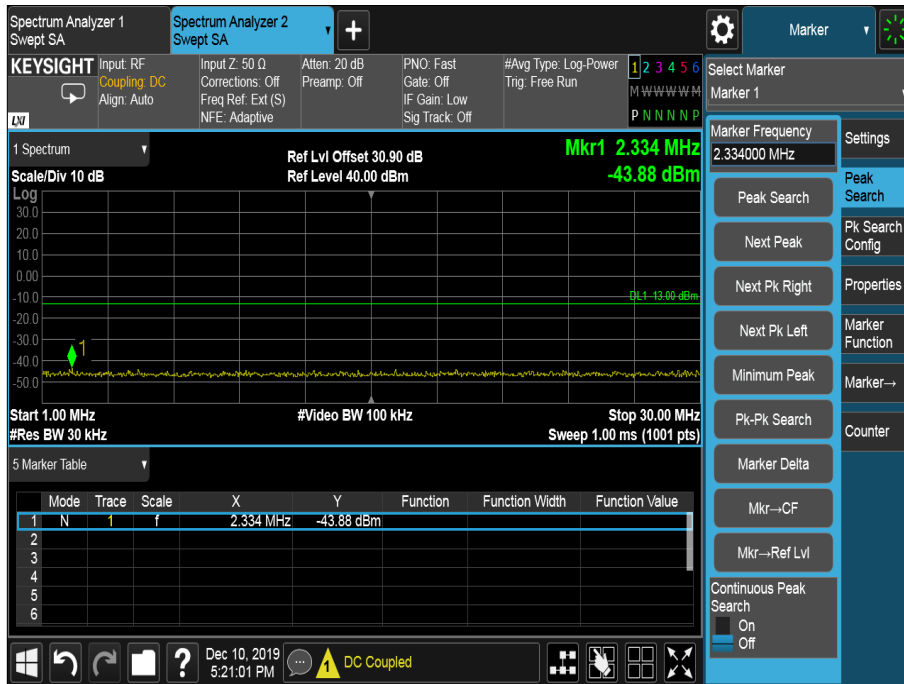 Spectrum Analyzer 1
Swept SA
Spectrum Analyzer 2
Swept SA
Marker
KEYSIGHT
LXI
Input: RF
Coupling: DC
Align: Auto
Input Z: 50 Ω
Corrections: Off
Freq Ref: Ext (S)
NFE: Adaptive
Atten: 20 dB
Preamp: Off
PNO: Fast
Gate: Off
IF Gain: Low
Sig Track: Off
#Avg Type: Log-Power
Trig: Free Run
1 2 3 4 5 6
M W W W W M
P N N N N P
Select Marker
Marker 1
1 Spectrum
Scale/Div 10 dB
Ref Lvl Offset 30.90 dB
Ref Level 40.00 dBm
Mkr1 2.334 MHz
-43.88 dBm
Log
30.0
20.0
10.0
0.00
-10.0
-20.0
-30.0
-40.0
-50.0
DL1 -13.00 dBm
1
Start 1.00 MHz
#Res BW 30 kHz
#Video BW 100 kHz
Stop 30.00 MHz
Sweep 1.00 ms (1001 pts)
5 Marker Table
Mode Trace Scale X Y Function Function Width Function Value
1 N 1 f 2.334 MHz -43.88 dBm
2
3
4
5
6
Marker Frequency
2.334000 MHz
Peak Search
Next Peak
Next Pk Right
Next Pk Left
Minimum Peak
Pk-Pk Search
Marker Delta
Mkr→CF
Mkr→Ref Lvl
Continuous Peak
Search
On
Off
Settings
Peak
Search
Pk Search
Config
Properties
Marker
Function
Marker→
Counter
?
Dec 10, 2019
5:21:01 PM
1
DC Coupled